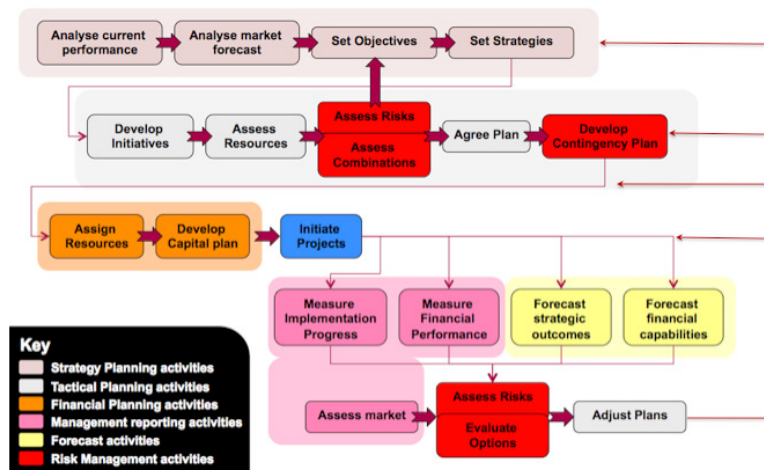 Analyse current
performance
Analyse market
forecast
Set Objectives
Set Strategies
Develop
Initiatives
Assess
Resources
Assess Risks
Assess
Combinations
Agree Plan
Develop
Contingency Plan
Assign
Resources
Develop
Capital plan
Initiate
Projects
Measure
Implementation
Progress
Measure
Financial
Performance
Forecast
strategic
outcomes
Forecast
financial
capabilities
Assess market
Assess Risks
Evaluate
Options
Adjust Plans
Key
Strategy Planning activities
Tactical Planning activities
Financial Planning activities
Management reporting activities
Forecast activities
Risk Management activities